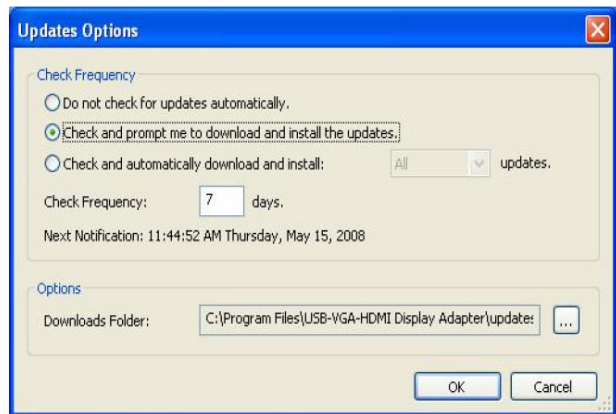 Updates Options
Check Frequency
Do not check for updates automatically.
Check and prompt me to download and install the updates.
Check and automatically download and install: All updates.
Check Frequency: 7 days.
Next Notification: 11:44:52 AM Thursday, May 15, 2008
Options
Downloads Folder: C:\Program Files\USB-VGA-HDMI Display Adapter\updates ...
OK Cancel